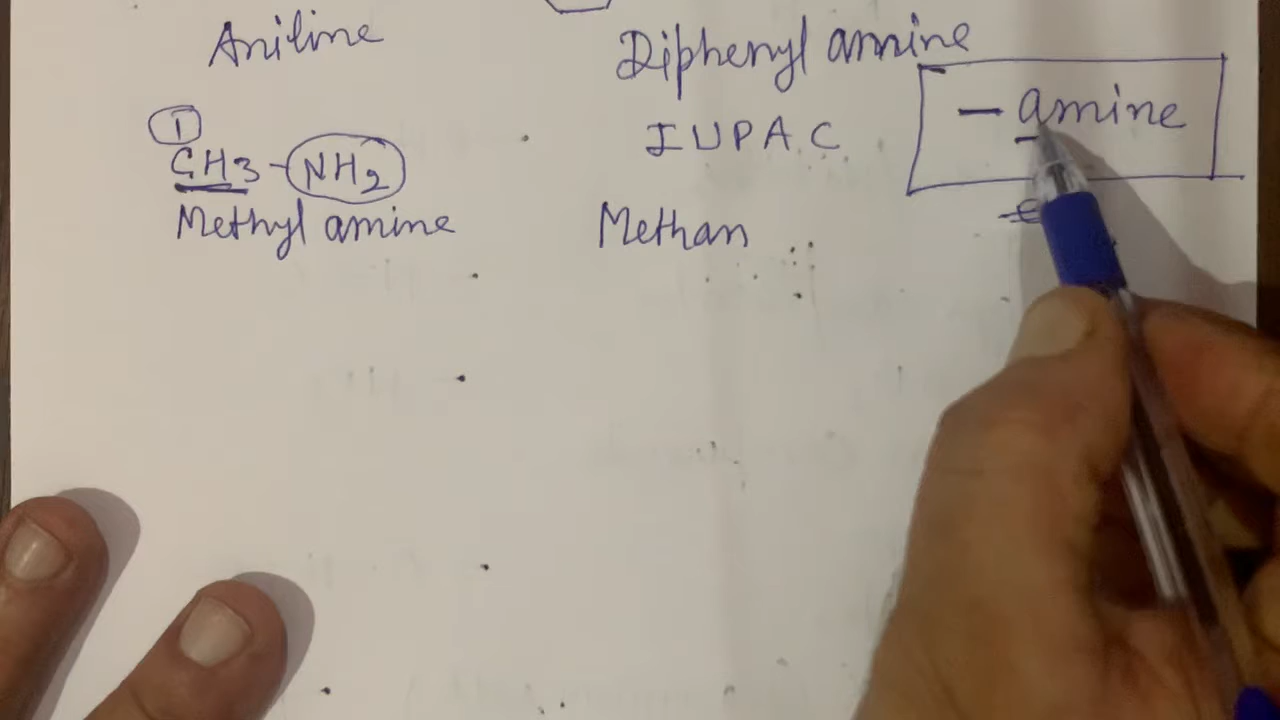 Aniline
Diphenyl amine
- amine
IUPAC
1
CH3-NH2
Methyl amine
Methan